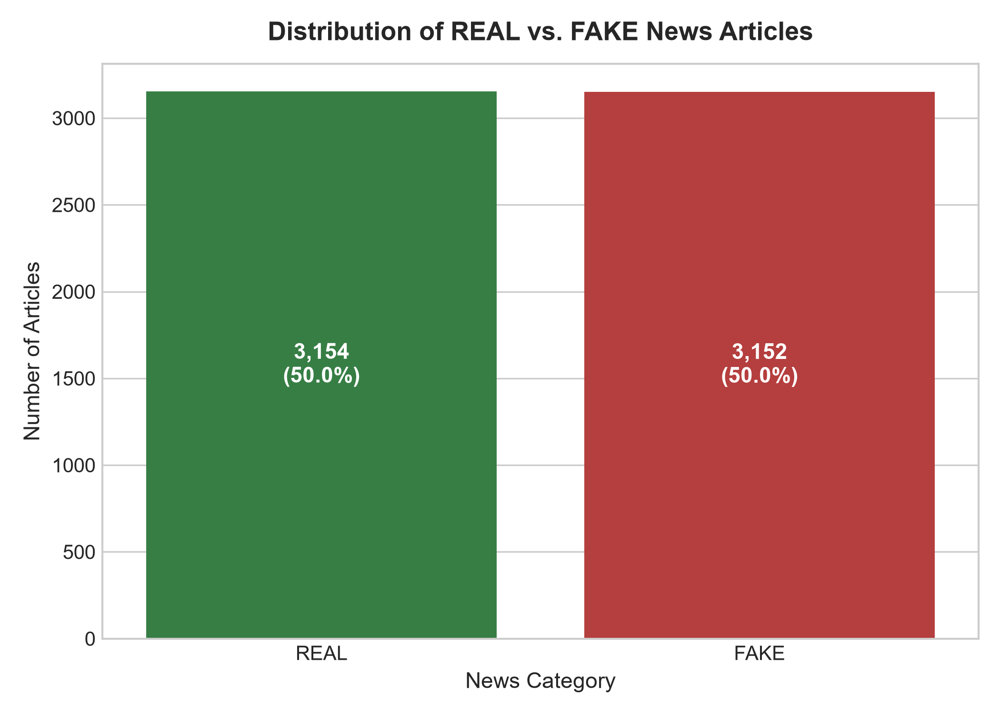 Distribution of REAL vs. FAKE News Articles
Number of Articles
3000
2500
2000
1500
1000
500
0
3,154
(50.0%)
3,152
(50.0%)
REAL
FAKE
News Category